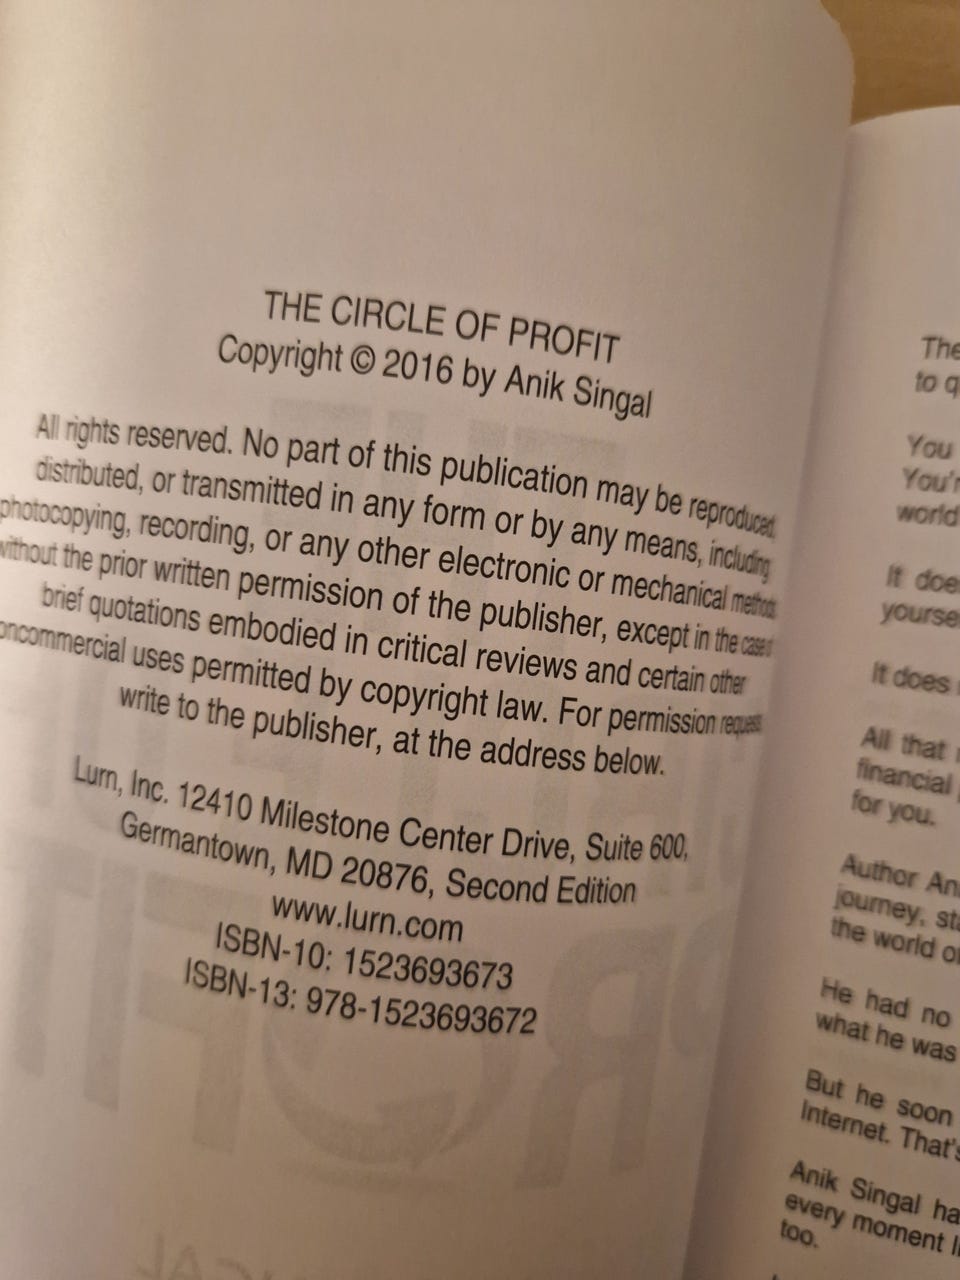 THE CIRCLE OF PROFIT
Copyright © 2016 by Anik Singal
All rights reserved. No part of this publication may be reproduced,
distributed, or transmitted in any form or by any means, including
photocopying, recording, or any other electronic or mechanical methods
without the prior written permission of the publisher, except in the case of
brief quotations embodied in critical reviews and certain other
oncommercial uses permitted by copyright law. For permission
write to the publisher, at the address below.
Lurn, Inc. 12410 Milestone Center Drive, Suite 600,
Germantown, MD 20876, Second Edition
www.lurn.com
ISBN-10: 1523693673
ISBN-13: 978-1523693672
The
to q
You
You'r
world
It doe
yourse
It does
All that
financial
for you.
Author An
journey, sta
the world of
He had no
what he was
But he soon
Internet. That's
Anik Singal ha
every moment li
too.